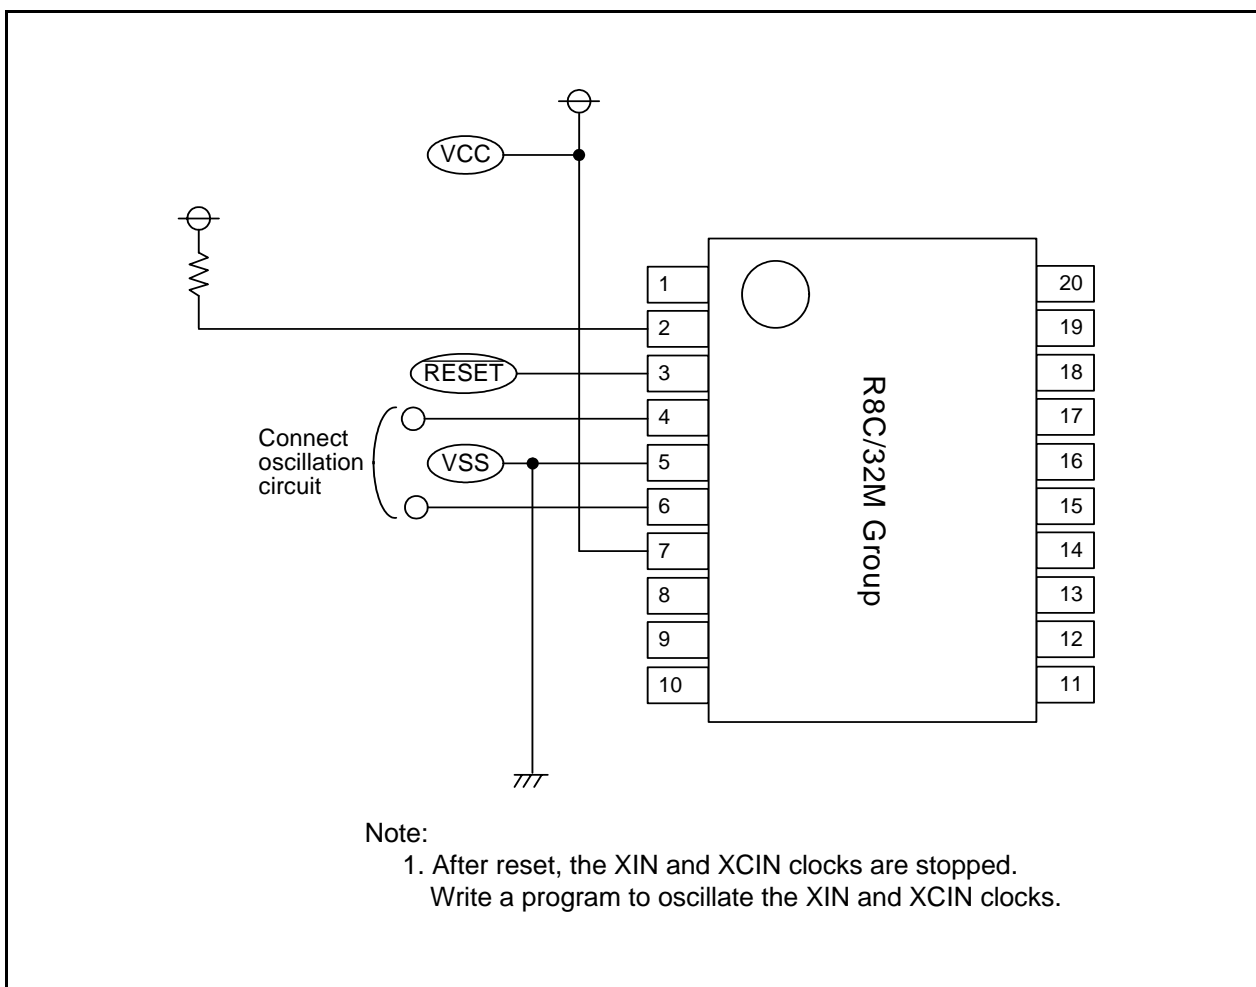 VCC
1
2
RESET
3
4
Connect
oscillation
circuit
VSS
5
6
7
8
9
10
R8C/32M Group
20
19
18
17
16
15
14
13
12
11
Note:
1. After reset, the XIN and XCIN clocks are stopped.
Write a program to oscillate the XIN and XCIN clocks.